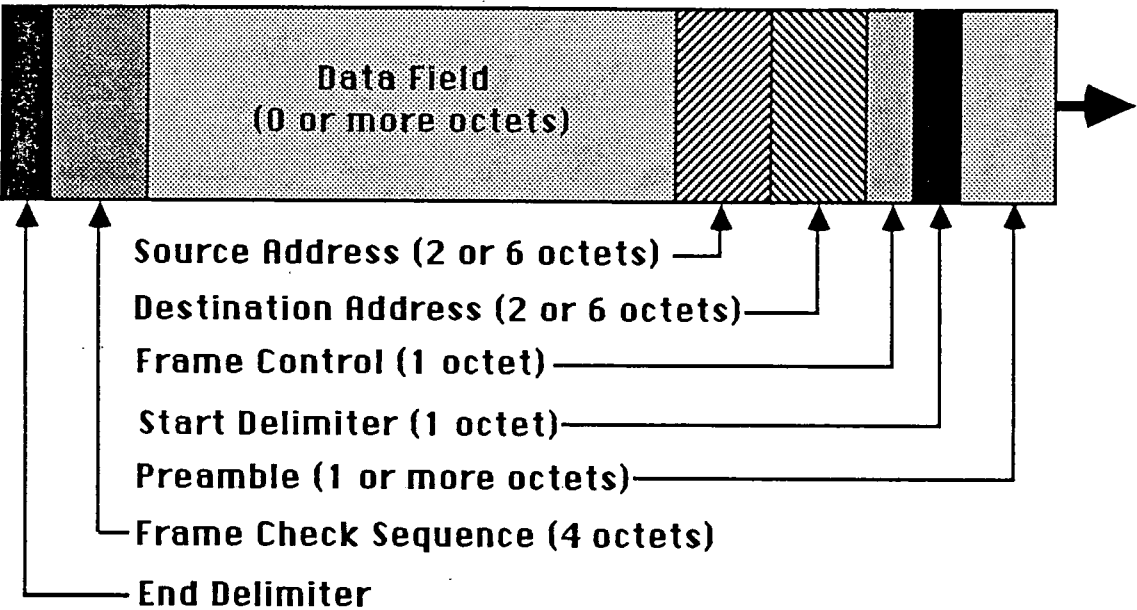 Data Field
(0 or more octets)
Source Address (2 or 6 octets)
Destination Address (2 or 6 octets)
Frame Control (1 octet)
Start Delimiter (1 octet)
Preamble (1 or more octets)
Frame Check Sequence (4 octets)
End Delimiter